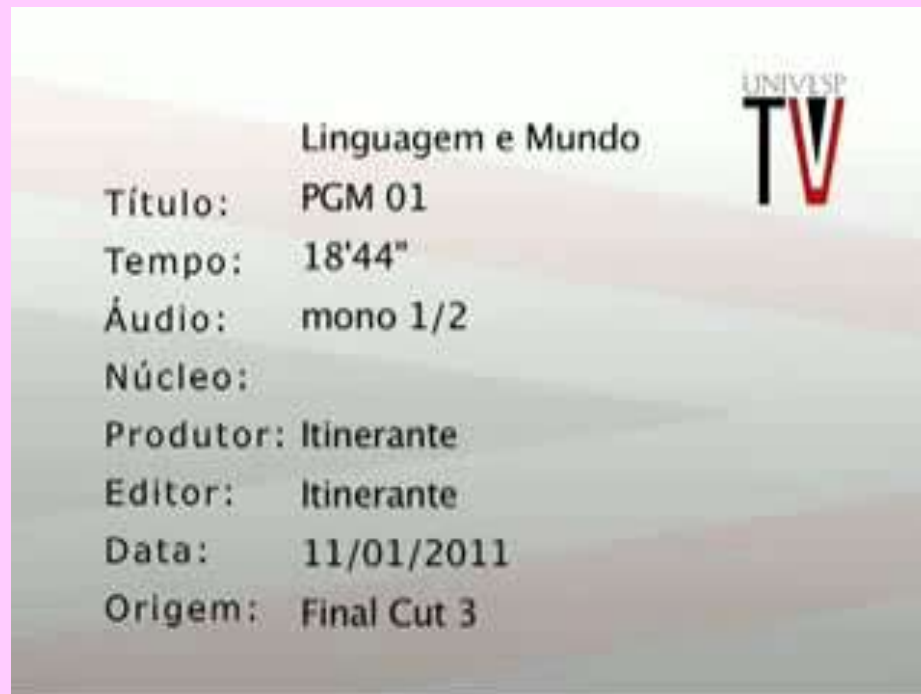 UNIVESP
TV
Linguagem e Mundo
Título: PGM 01
Tempo: 18'44"
Áudio: mono 1/2
Núcleo:
Produtor: Itinerante
Editor: Itinerante
Data: 11/01/2011
Origem: Final Cut 3